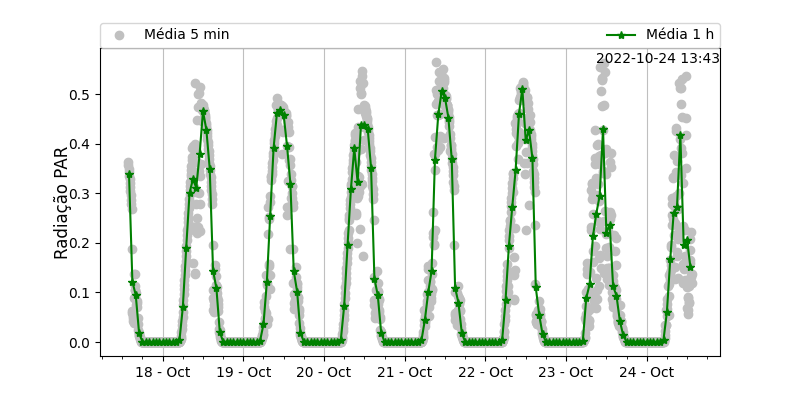 Média 5 min
Média 1 h
2022-10-24 13:43
Radiação PAR
0.5
0.4
0.3
0.2
0.1
0.0
18 - Oct
19 - Oct
20 - Oct
21 - Oct
22 - Oct
23 - Oct
24 - Oct